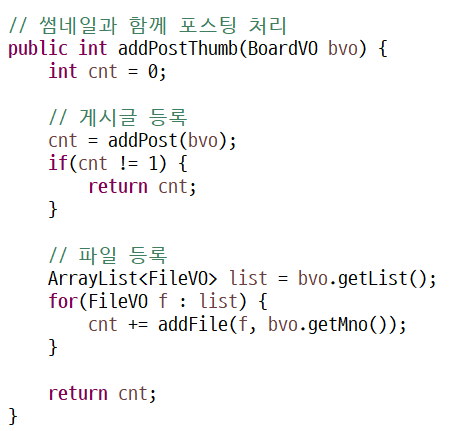 // 썸네일과 함께 포스팅 처리
public int addPostThumb(BoardVO bvo) {
    int cnt = 0;

    // 게시글 등록
    cnt = addPost(bvo);
    if(cnt != 1) {
        return cnt;
    }

    // 파일 등록
    ArrayList<FileVO> list = bvo.getList();
    for(FileVO f : list) {
        cnt += addFile(f, bvo.getMno());
    }

    return cnt;
}